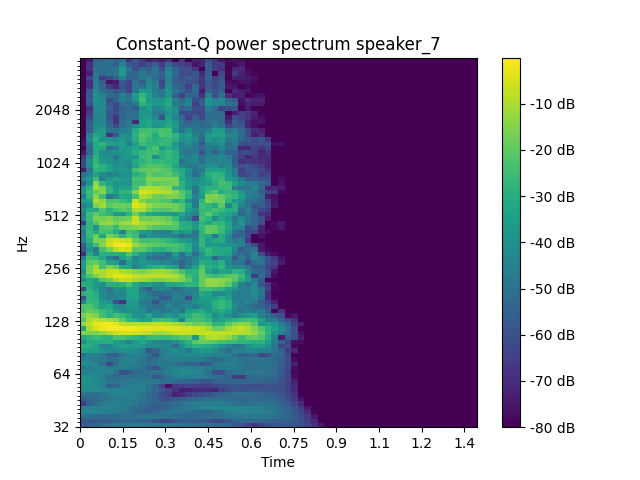 Constant-Q power spectrum speaker_7
Hz
2048
1024
512
256
128
64
32
0 0.15 0.3 0.45 0.6 0.75 0.9 1.1 1.2 1.4
Time
-10 dB
-20 dB
-30 dB
-40 dB
-50 dB
-60 dB
-70 dB
-80 dB